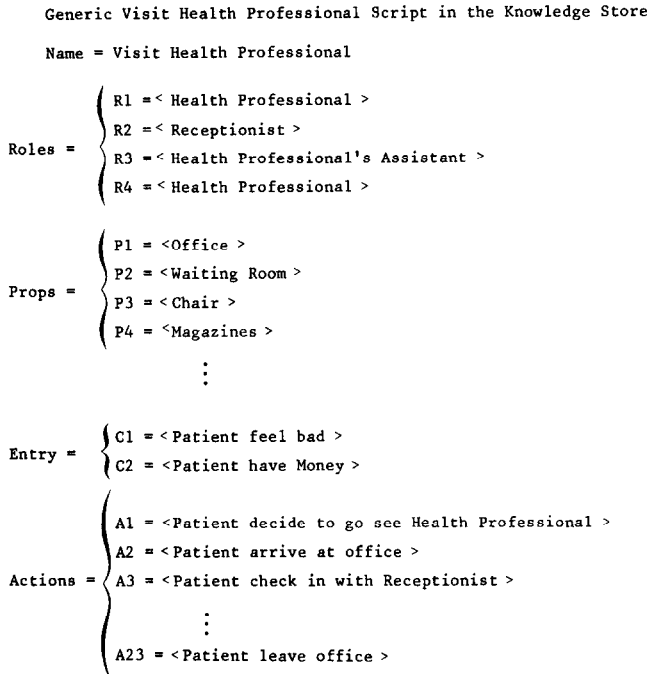 Generic Visit Health Professional Script in the Knowledge Store
Name = Visit Health Professional
R1 =< Health Professional >
R2 =< Receptionist >
Roles =
R3 =< Health Professional's Assistant >
R4 =< Health Professional >
P1 = <Office >
P2 = <Waiting Room >
Props =
P3 = < Chair >
P4 = <Magazines >
⋮
C1 = < Patient feel bad >
Entry =
C2 = <Patient have Money >
A1 = <Patient decide to go see Health Professional >
A2 = < Patient arrive at office >
Actions = A3 = <Patient check in with Receptionist >
⋮
A23 = < Patient leave office >